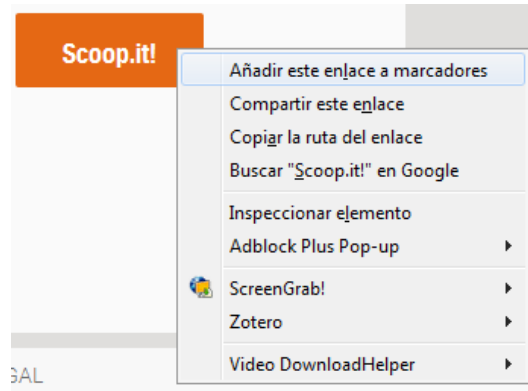 Scoop.it!
Añadir este enlace a marcadores
Compartir este enlace
Copiar la ruta del enlace
Buscar "Scoop.it!" en Google
Inspeccionar elemento
Adblock Plus Pop-up
ScreenGrab!
Zotero
Video DownloadHelper
GAL